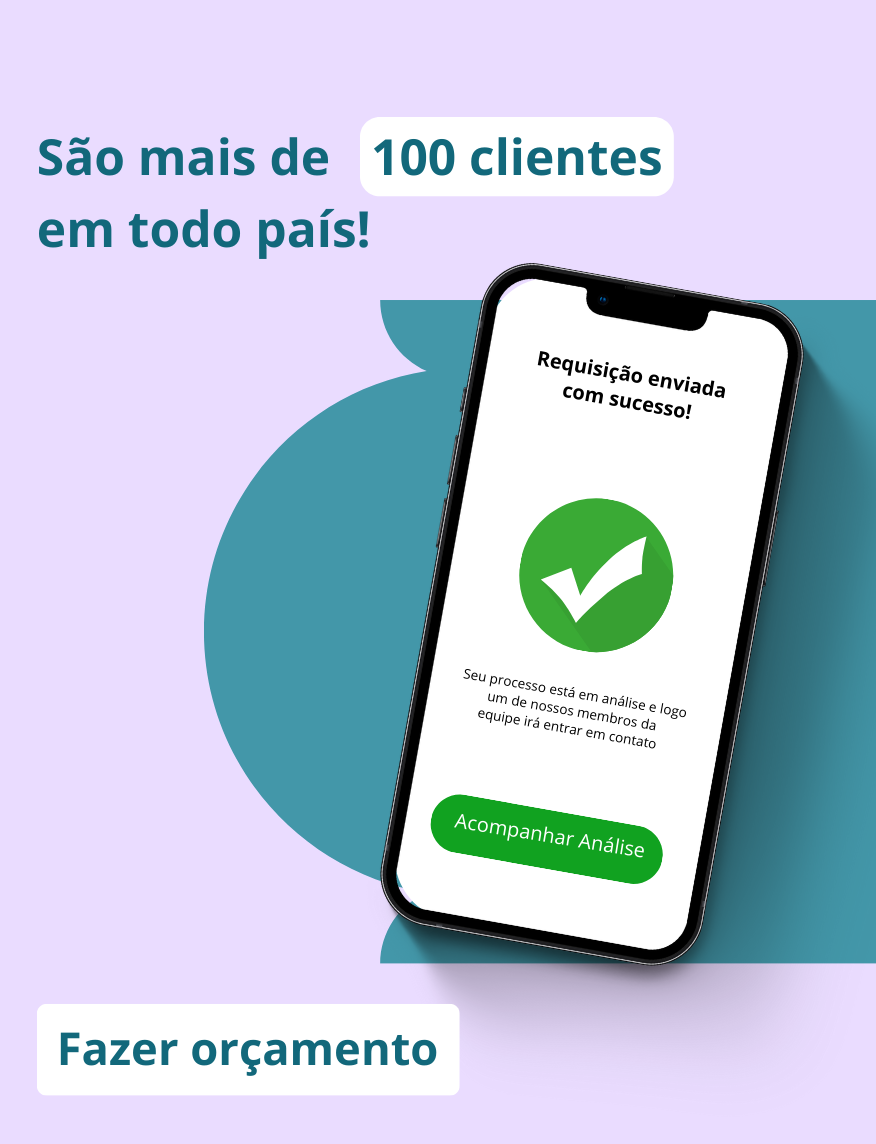 São mais de 100 clientes
em todo país!
Requisição enviada
com sucesso!
Seu processo está em análise e logo
um de nossos membros da
equipe irá entrar em contato
Acompanhar Análise
Fazer orçamento